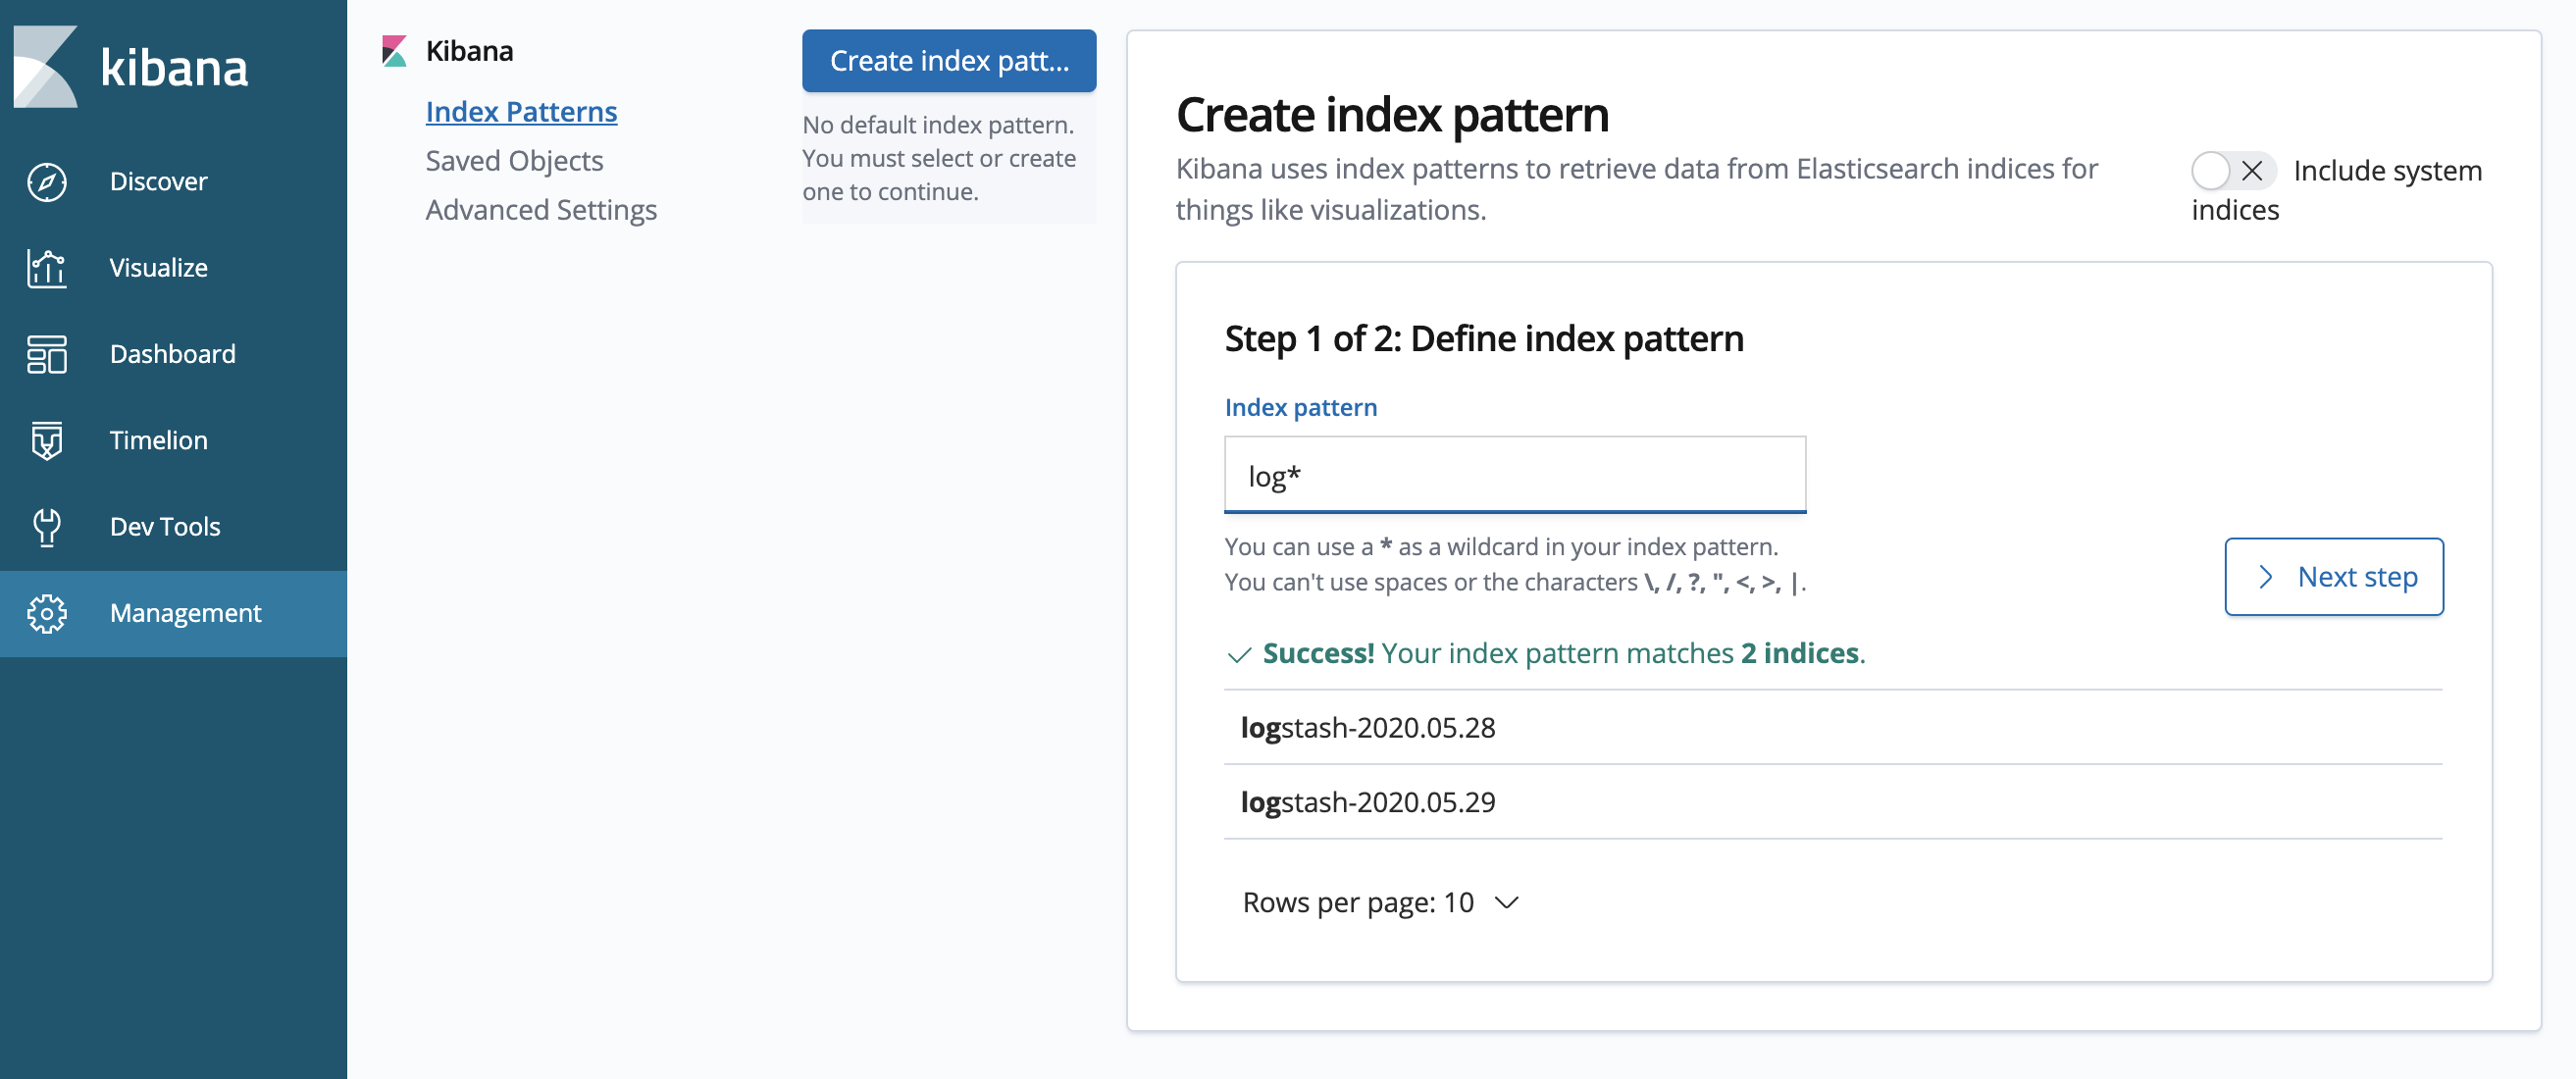 kibana
Discover
Visualize
Dashboard
Timelion
Dev Tools
Management
Kibana
Index Patterns
Saved Objects
Advanced Settings
Create index patt...
No default index pattern.
You must select or create
one to continue.
Create index pattern
Kibana uses index patterns to retrieve data from Elasticsearch indices for
things like visualizations.
Include system
indices
Step 1 of 2: Define index pattern
Index pattern
log*
You can use a * as a wildcard in your index pattern.
You can't use spaces or the characters \, /, ?, ", <, >, |.
Next step
Success! Your index pattern matches 2 indices.
logstash-2020.05.28
logstash-2020.05.29
Rows per page: 10